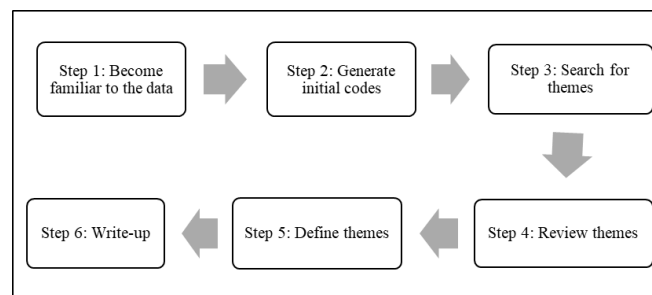 Step 1: Become
familiar to the data
Step 2: Generate
initial codes
Step 3: Search for
themes
Step 4: Review themes
Step 5: Define themes
Step 6: Write-up